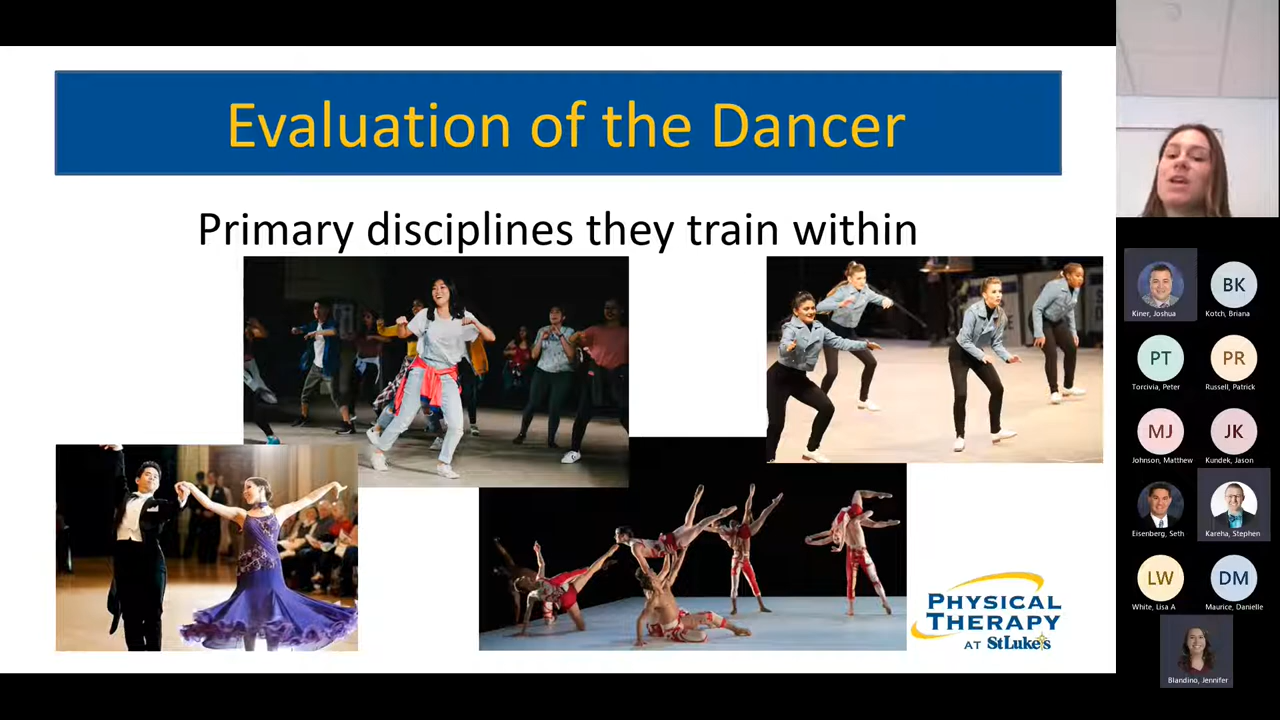 Evaluation of the Dancer
Primary disciplines they train within
PHYSICAL
THERAPY
AT StLuke's
BK
Kiner, Joshua
Kotch, Briana
PT
PR
Torcivia, Peter
Russell, Patrick
MJ
JK
Johnson, Matthew
Kundek, Jason
Eisenberg, Seth
Kareha, Stephen
LW
DM
White, Lisa A
Maurice, Danielle
Blandino, Jennifer